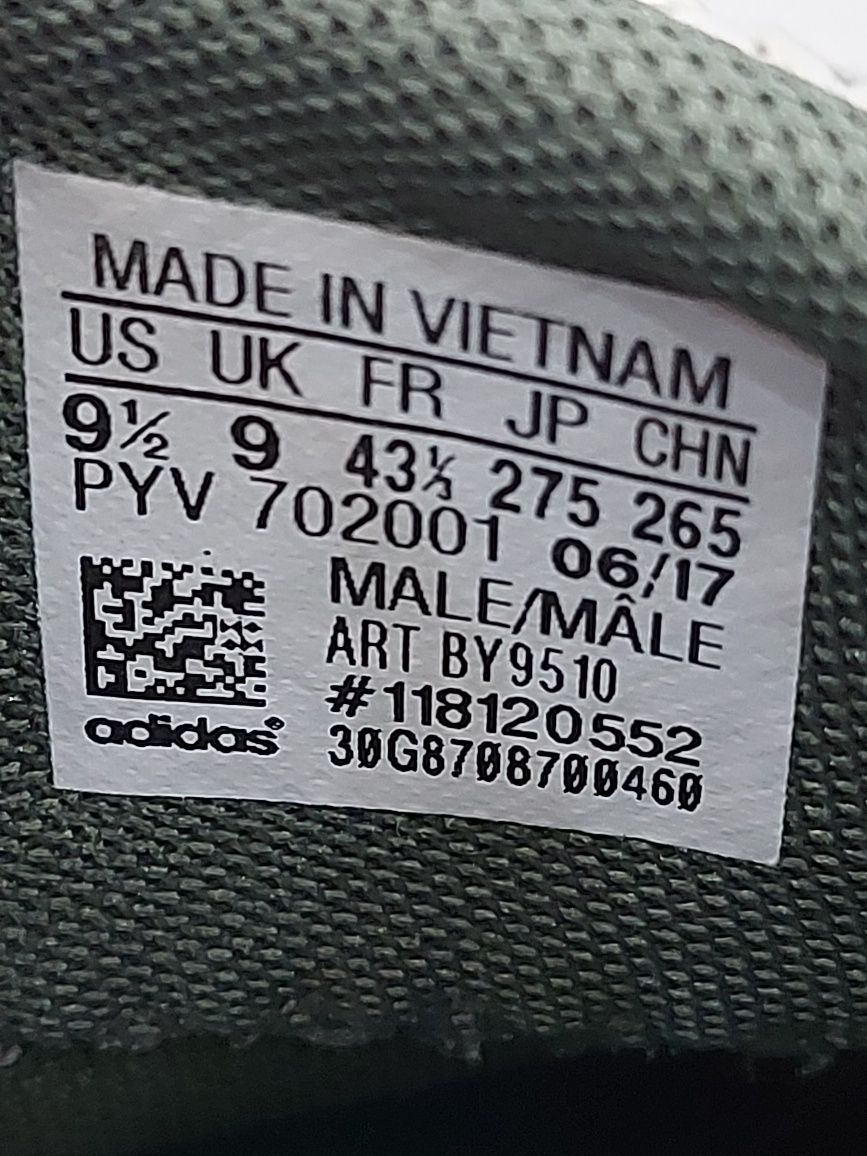 MADE IN VIETNAM
US UK FR JP CHN
9½ 9 43⅓ 275 265
PYV 702001 06/17
MALE/MÂLE
ART BY9510
#118120552
adidas®
30G8708700460